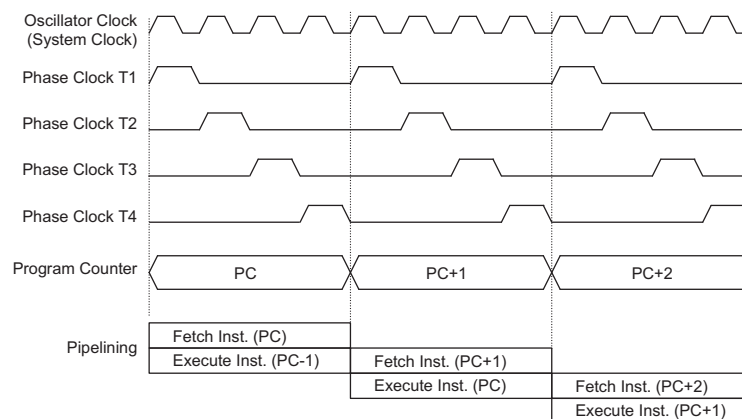 Oscillator Clock
(System Clock)
Phase Clock T1
Phase Clock T2
Phase Clock T3
Phase Clock T4
Program Counter
PC
PC+1
PC+2
Pipelining
Fetch Inst. (PC)
Execute Inst. (PC-1)
Fetch Inst. (PC+1)
Execute Inst. (PC)
Fetch Inst. (PC+2)
Execute Inst. (PC+1)